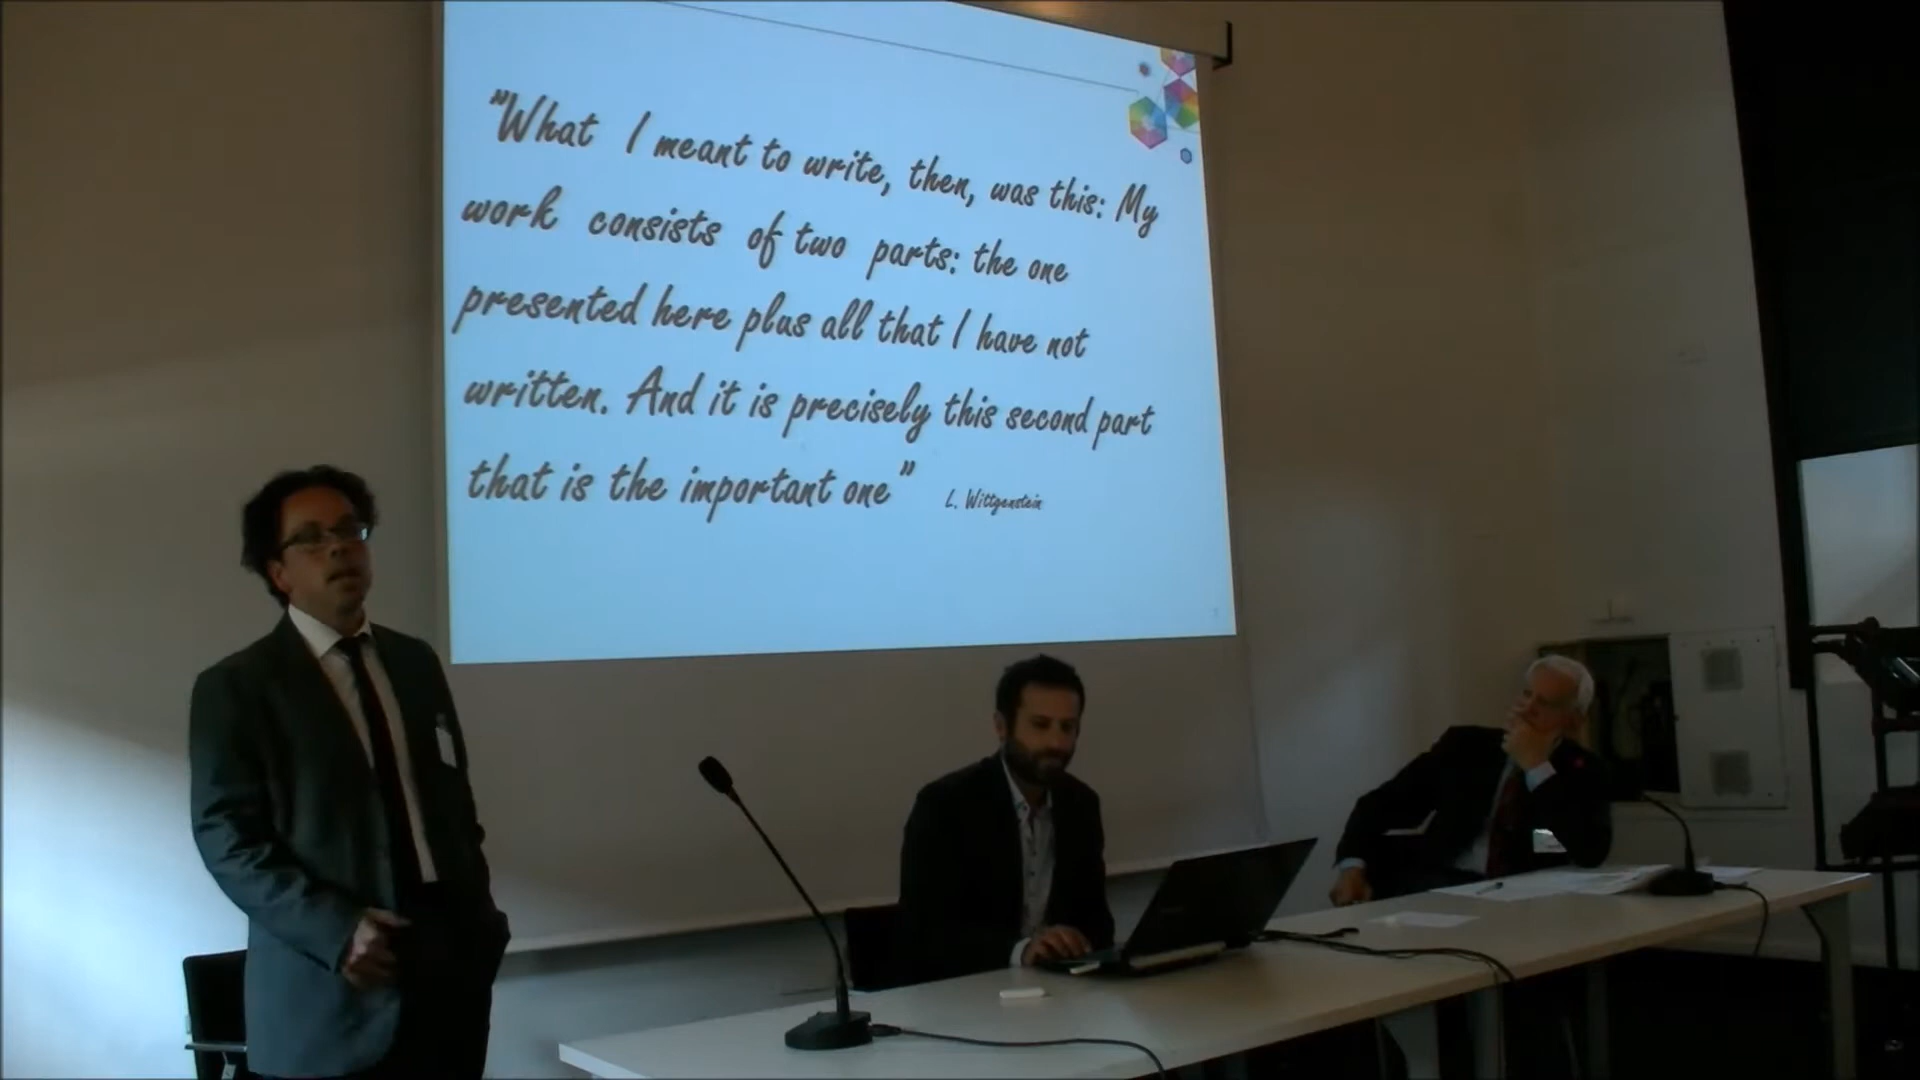 "What I meant to write, then, was this: My
work consists of two parts: the one
presented here plus all that I have not
written. And it is precisely this second part
that is the important one" L. Wittgenstein